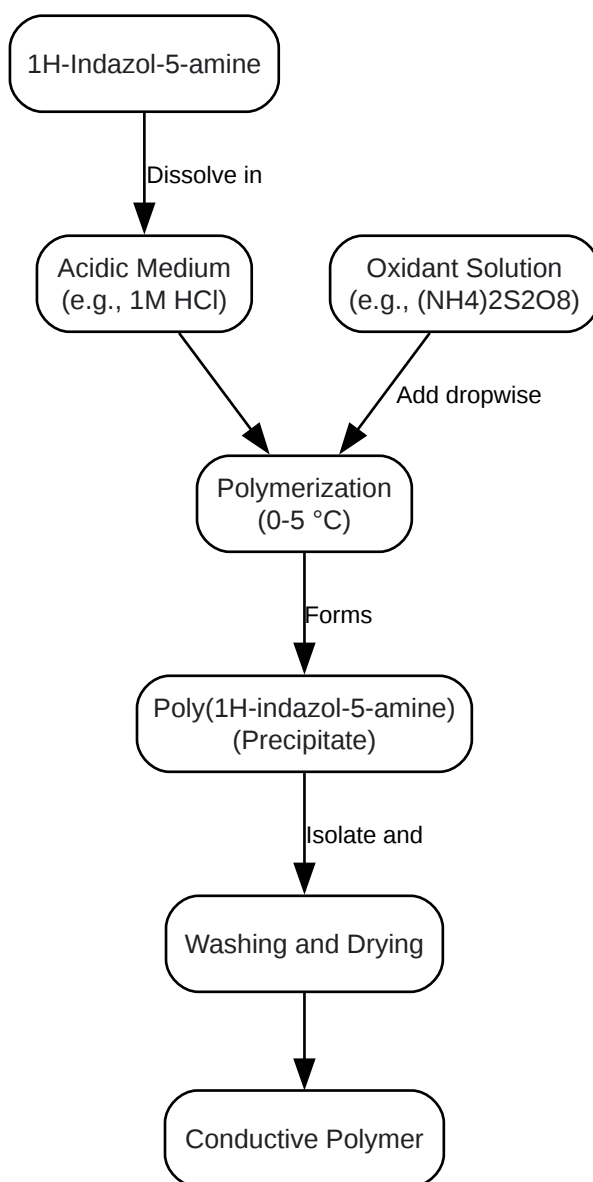 1H-Indazol-5-amine
Dissolve in
Acidic Medium
(e.g., 1M HCl)
Oxidant Solution
(e.g., (NH4)2S2O8)
Add dropwise
Polymerization
(0-5 °C)
Forms
Poly(1H-indazol-5-amine)
(Precipitate)
Isolate and
Washing and Drying
Conductive Polymer